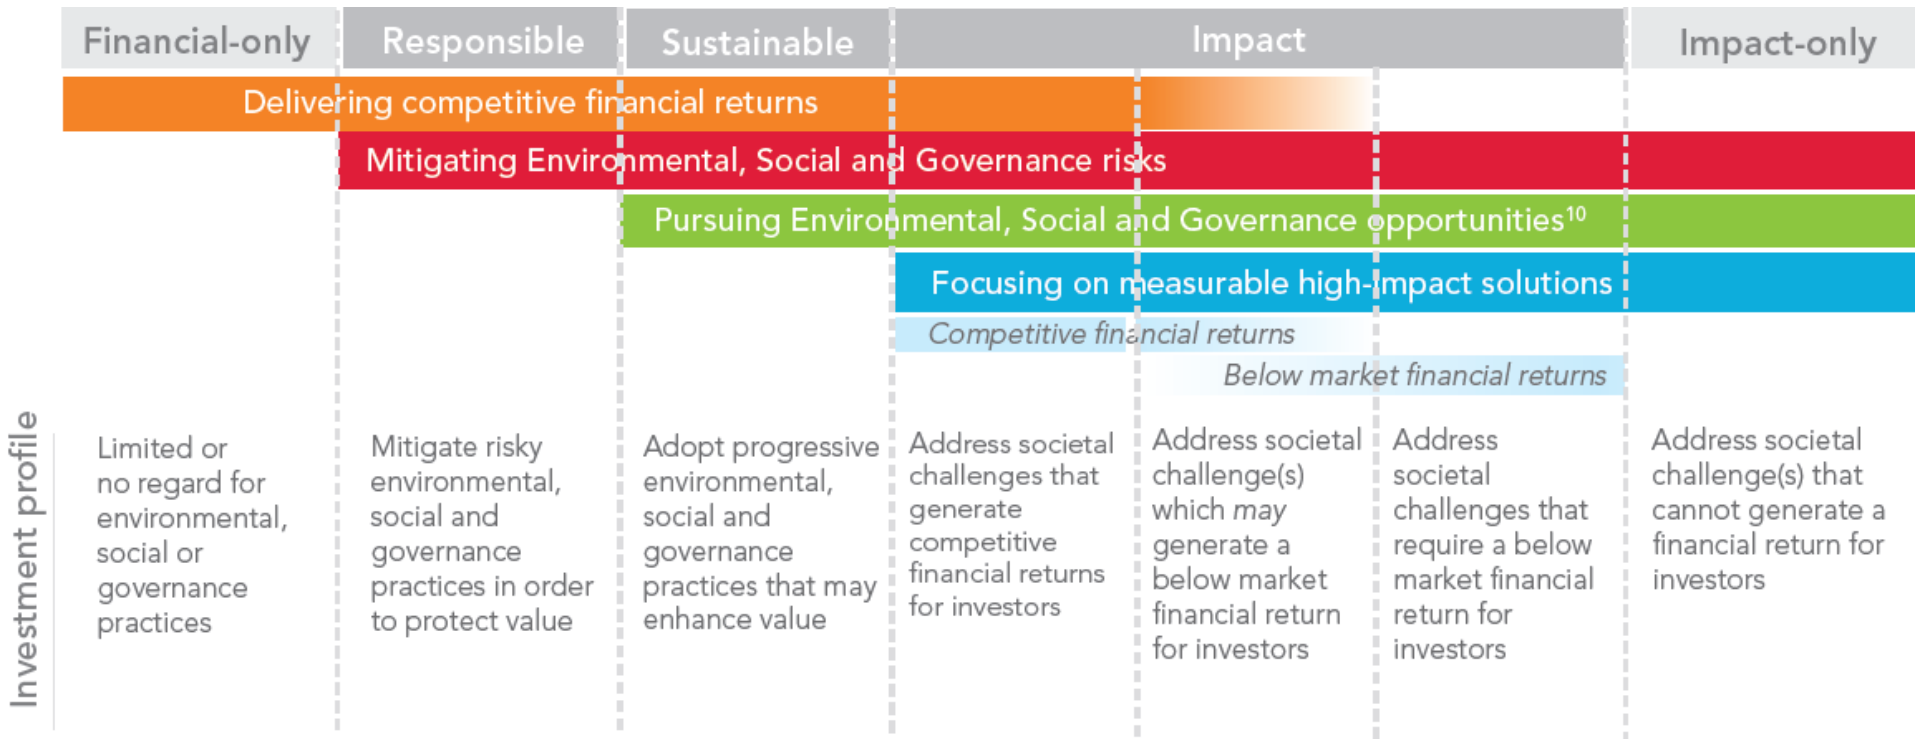 Financial-only
Responsible
Sustainable
Impact
Impact-only
Delivering competitive financial returns
Mitigating Environmental, Social and Governance risks
Pursuing Environmental, Social and Governance opportunities¹⁰
Focusing on measurable high-impact solutions
Competitive financial returns
Below market financial returns
Investment profile
Limited or
no regard for
environmental,
social or
governance
practices
Mitigate risky
environmental,
social and
governance
practices in order
to protect value
Adopt progressive
environmental,
social and
governance
practices that may
enhance value
Address societal
challenges that
generate
competitive
financial returns
for investors
Address societal
challenge(s)
which may
generate a
below market
financial return
for investors
Address
societal
challenges that
require a below
market financial
return for
investors
Address societal
challenge(s) that
cannot generate a
financial return for
investors